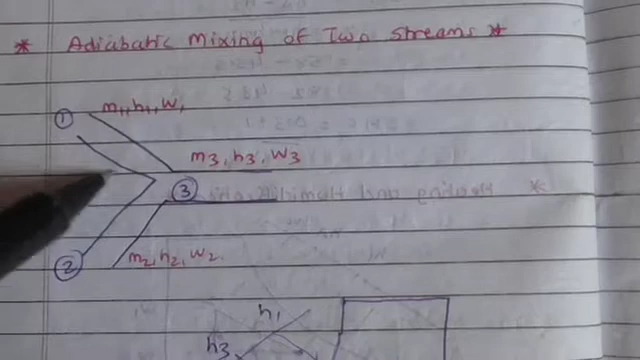 * Adiabatic Mixing of Two Streams *
① m₁, h₁, W₁
m₃, h₃, W₃
③
② m₂, h₂, W₂
h₁
h₃